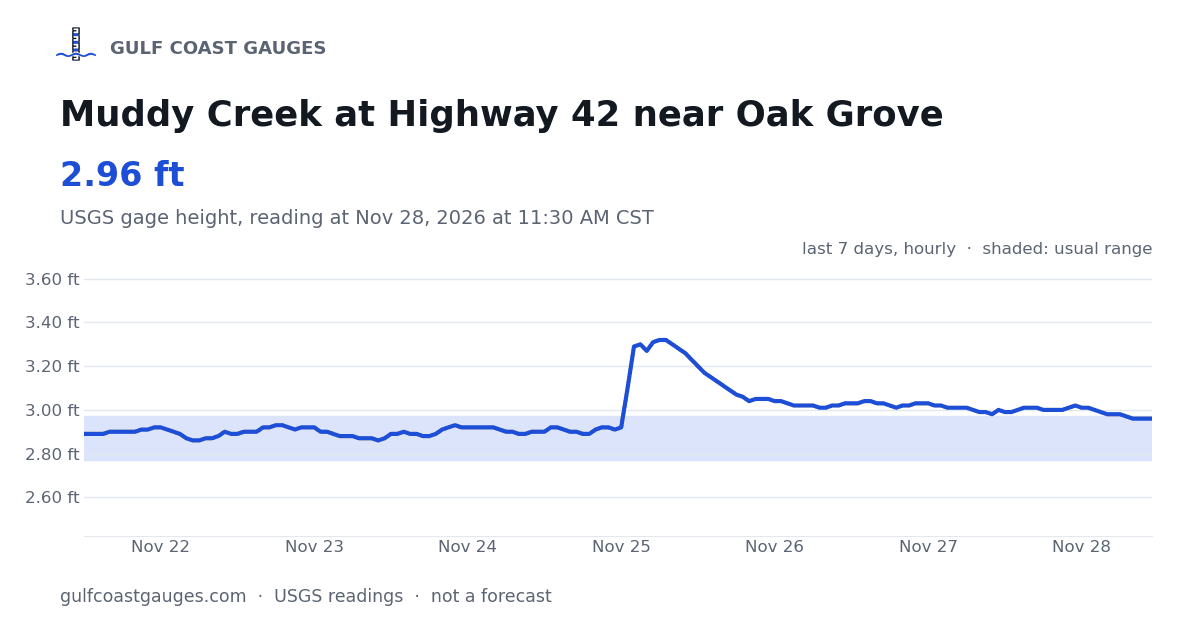 GULF COAST GAUGES
Muddy Creek at Highway 42 near Oak Grove
2.96 ft
USGS gage height, reading at Nov 28, 2026 at 11:30 AM CST
last 7 days, hourly · shaded: usual range
3.60 ft
3.40 ft
3.20 ft
3.00 ft
2.80 ft
2.60 ft
Nov 22 Nov 23 Nov 24 Nov 25 Nov 26 Nov 27 Nov 28
gulfcoastgauges.com · USGS readings · not a forecast